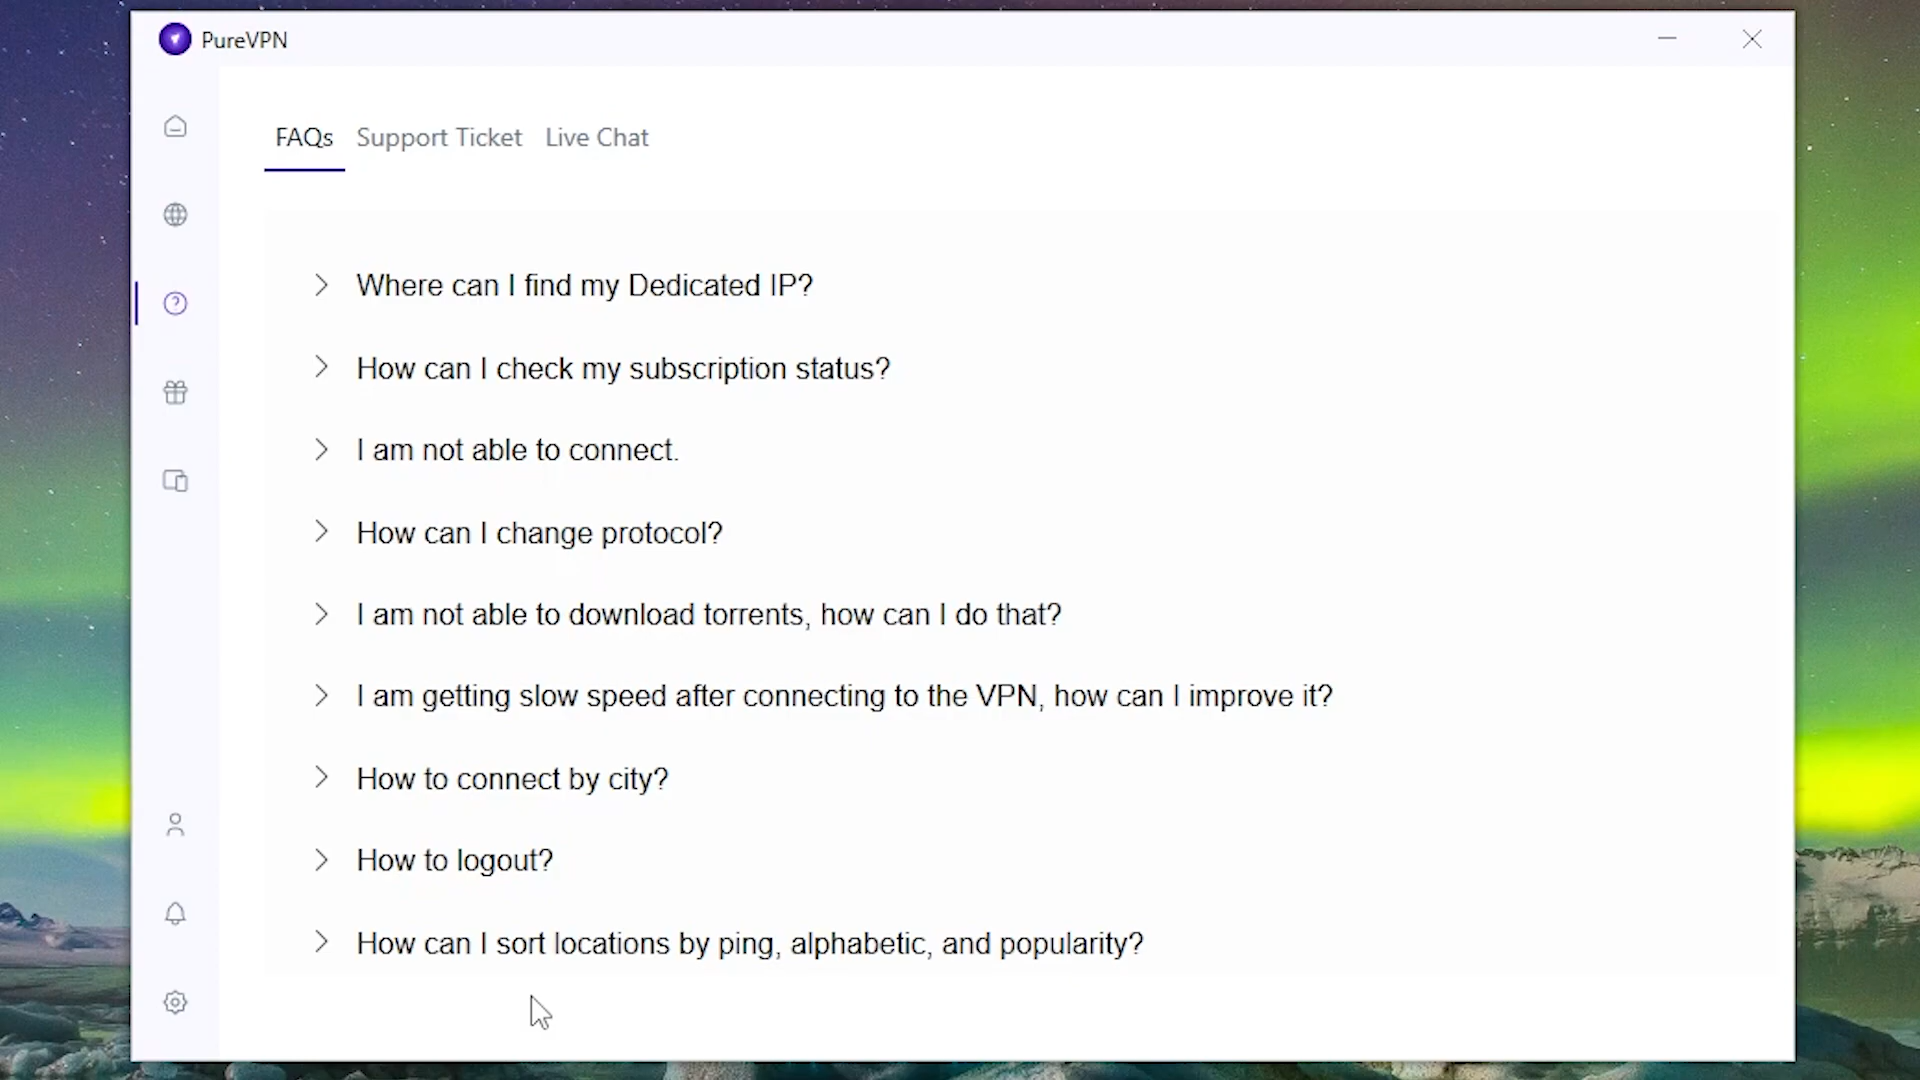 PureVPN
FAQs Support Ticket Live Chat
Where can I find my Dedicated IP?
How can I check my subscription status?
I am not able to connect.
How can I change protocol?
I am not able to download torrents, how can I do that?
I am getting slow speed after connecting to the VPN, how can I improve it?
How to connect by city?
How to logout?
How can I sort locations by ping, alphabetic, and popularity?